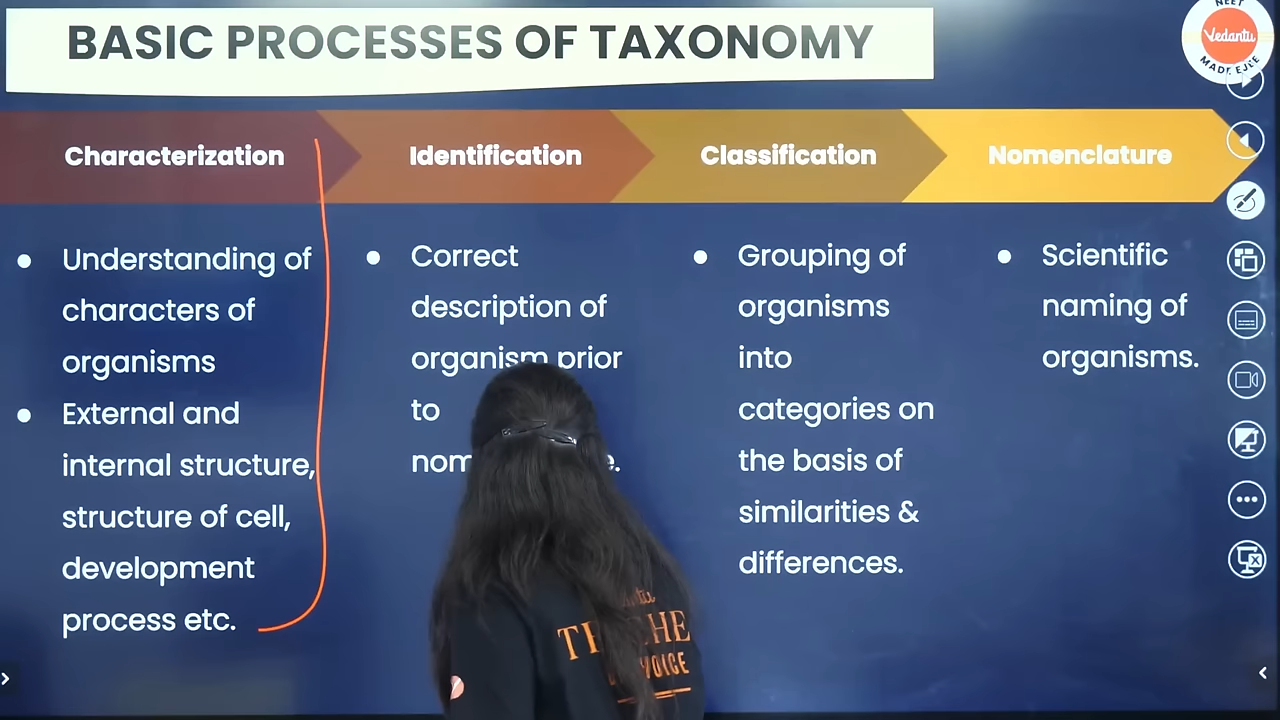 BASIC PROCESSES OF TAXONOMY
NEET
Vedantu
MADE EJEE
Characterization
Identification
Classification
Nomenclature
Understanding of
characters of
organisms
External and
internal structure,
structure of cell,
development
process etc.
Correct
description of
organism prior
to
Grouping of
organisms
into
categories on
the basis of
similarities &
differences.
Scientific
naming of
organisms.
VOICE